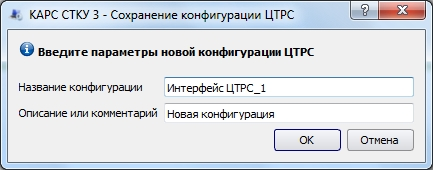 КАРС СТКУ 3 - Сохранение конфигурации ЦТРС
Введите параметры новой конфигурации ЦТРС
Название конфигурации Интерфейс ЦТРС_1
Описание или комментарий Новая конфигурация
OK Отмена